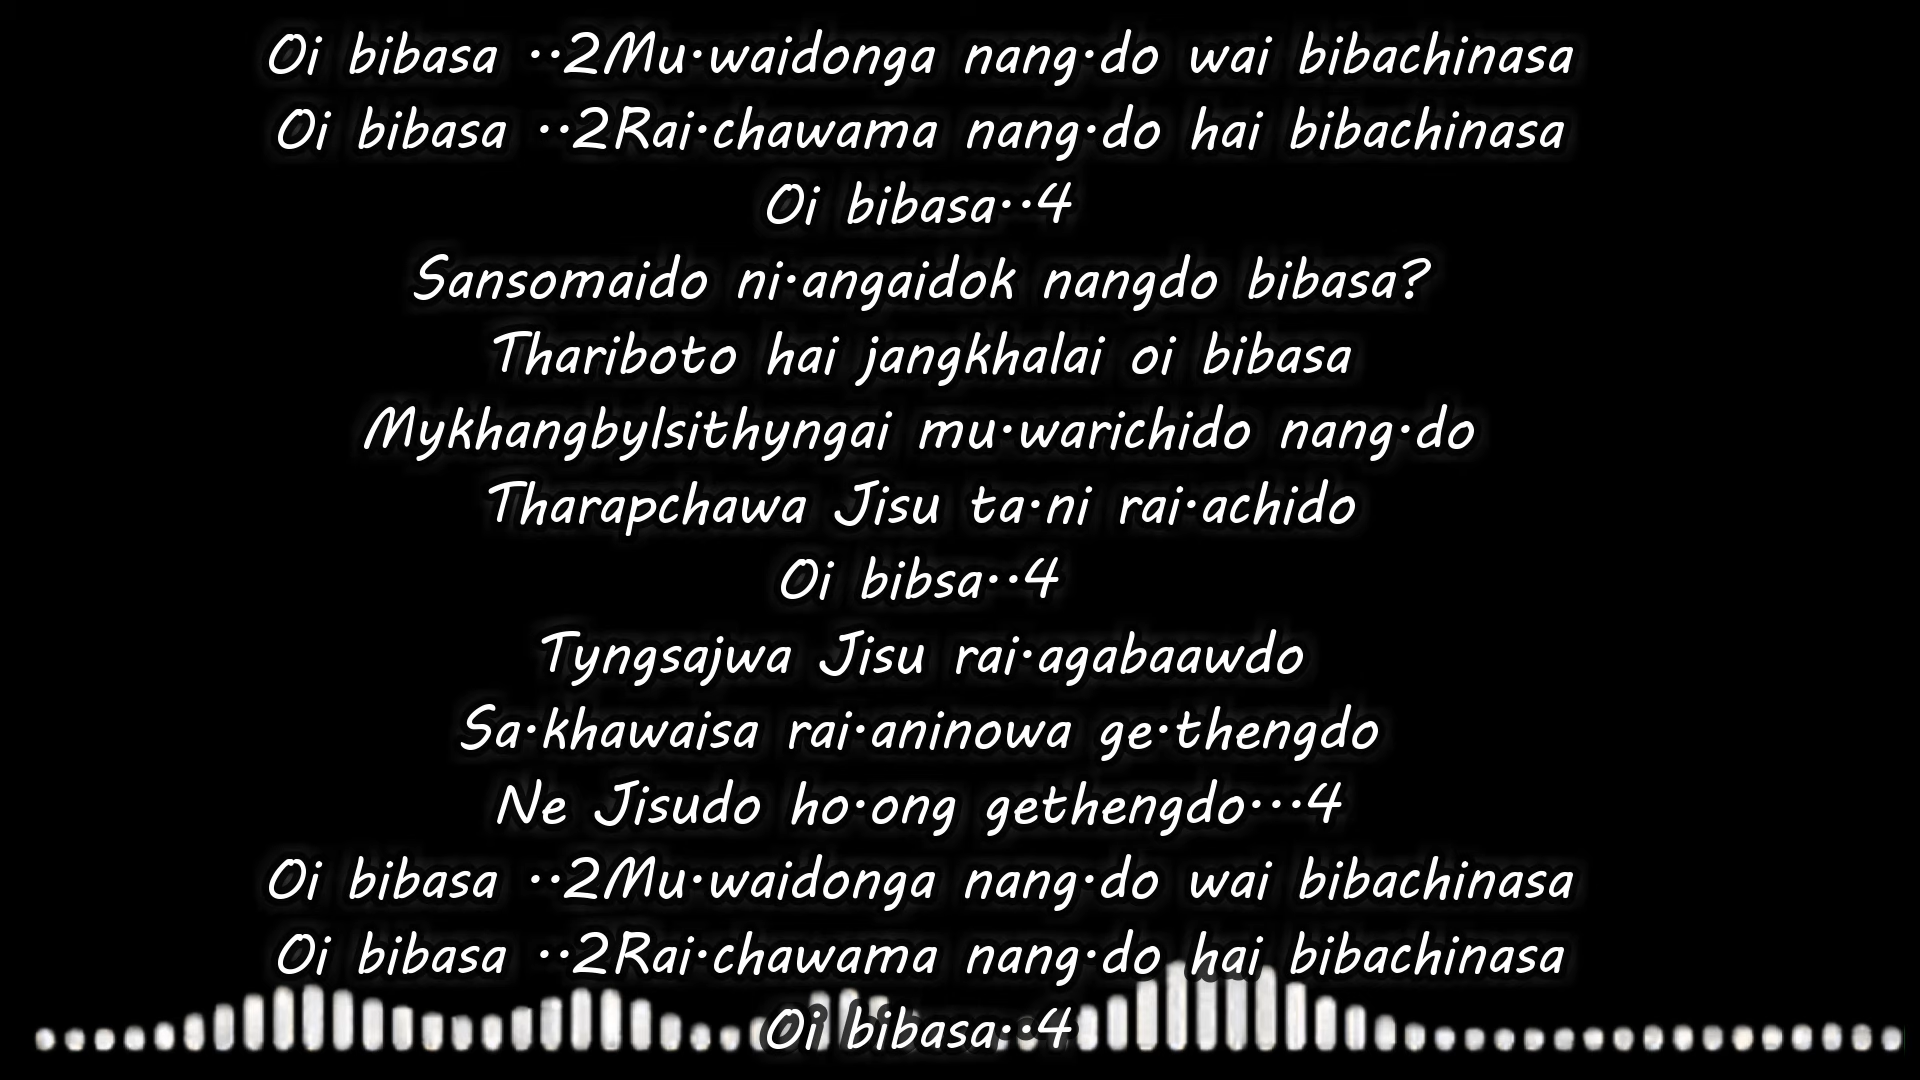 Oi bibasa ··2Mu·waidonga nang·do wai bibachinasa
Oi bibasa ··2Rai·chawama nang·do hai bibachinasa
Oi bibasa··4
Sansomaido ni·angaidok nangdo bibasa?
Thariboto hai jangkhalai oi bibasa
Mykhangbylsithyngai mu·warichido nang·do
Tharapchawa Jisu ta·ni rai·achido
Oi bibsa··4
Tyngsajwa Jisu rai·agabaawdo
Sa·khawaisa rai·aninowa ge·thengdo
Ne Jisudo ho·ong gethengdo···4
Oi bibasa ··2Mu·waidonga nang·do wai bibachinasa
Oi bibasa ··2Rai·chawama nang·do hai bibachinasa
Oi bibasa··4